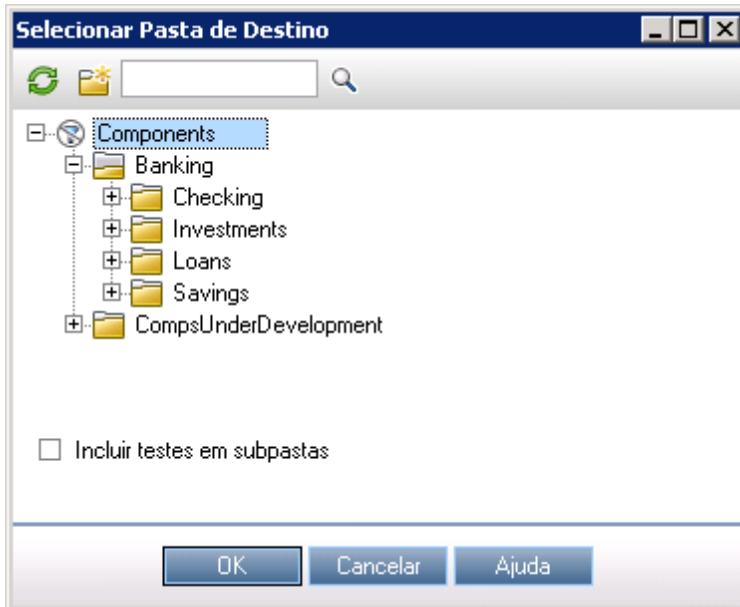 Selecionar Pasta de Destino
Components
Banking
Checking
Investments
Loans
Savings
CompsUnderDevelopment
Incluir testes em subpastas
OK Cancelar Ajuda